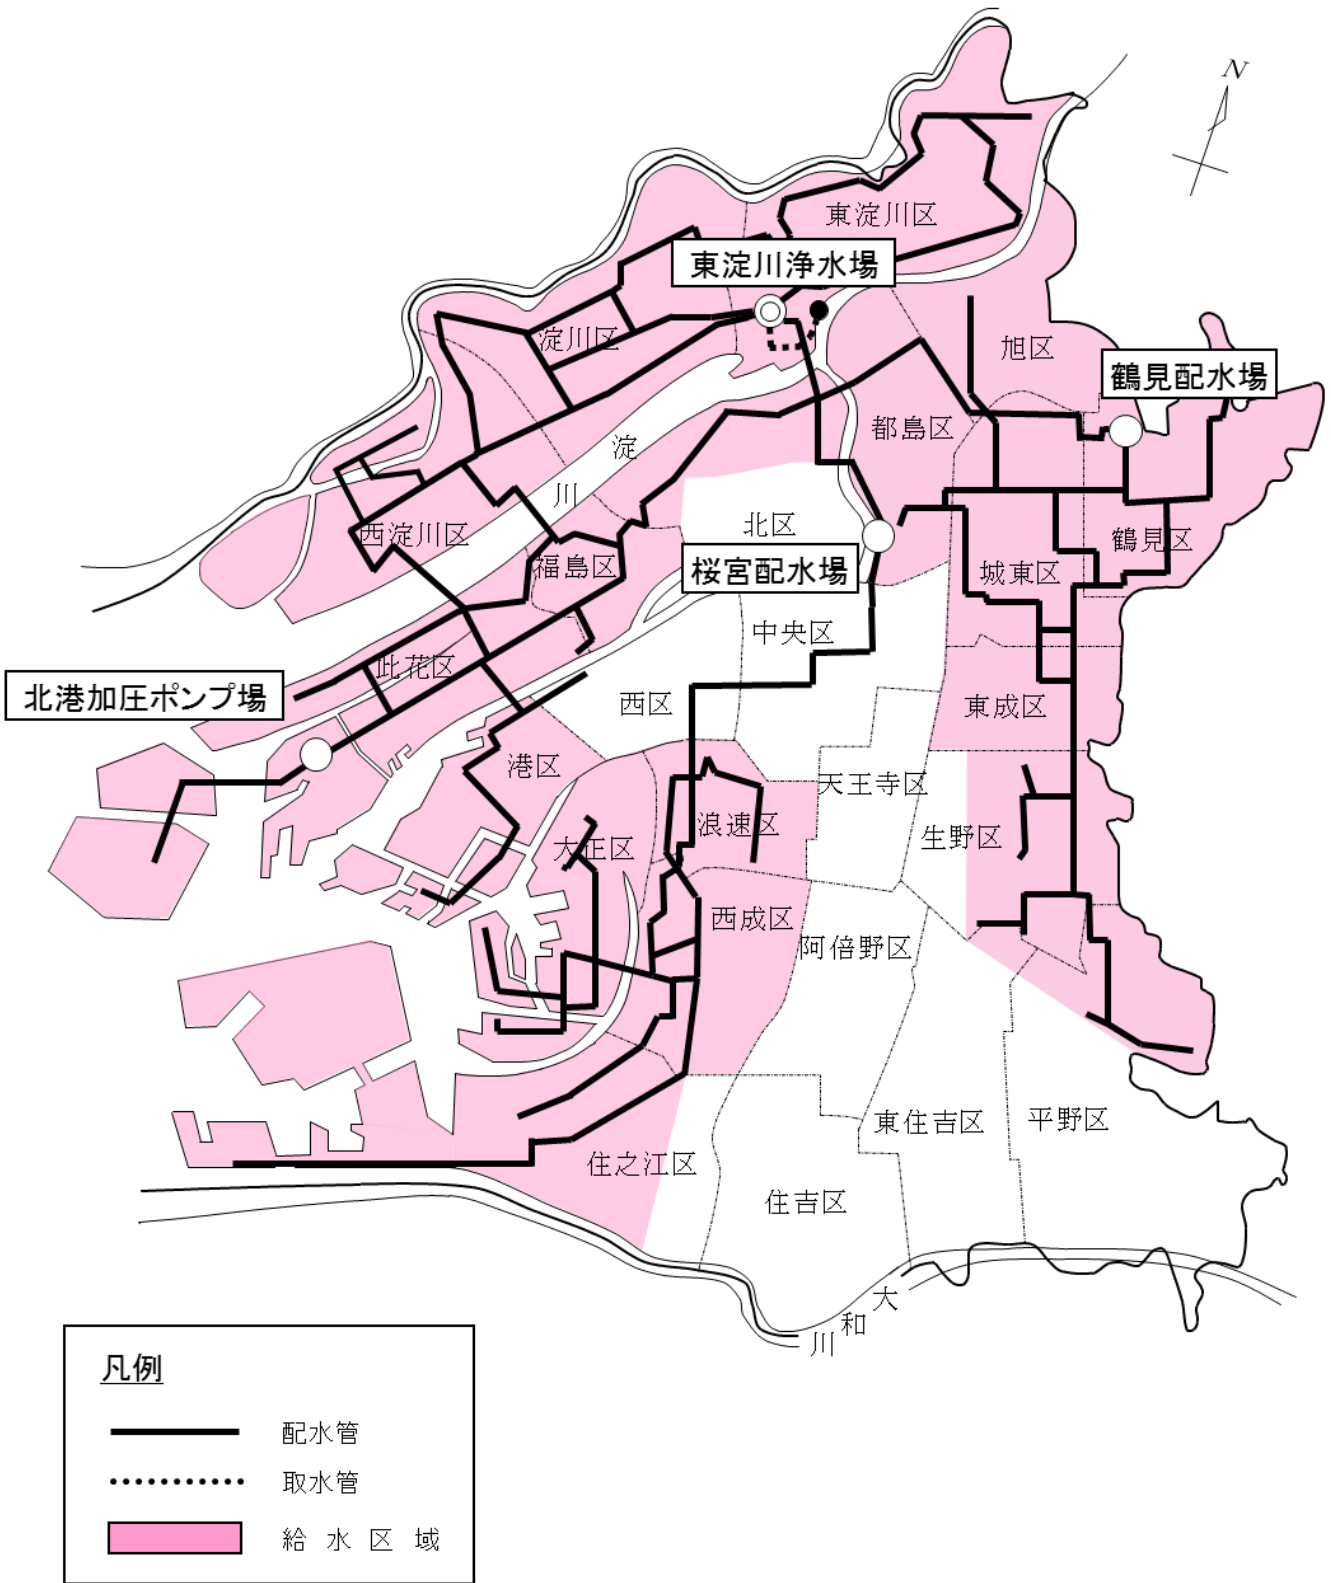 N
東淀川区
東淀川浄水場
淀川区
旭区
鶴見配水場
都島区
淀
川
北区
西淀川区
福島区
鶴見区
桜宮配水場
城東区
中央区
此花区
北港加圧ポンプ場
西区
東成区
港区
天王寺区
浪速区
生野区
大正区
西成区
阿倍野区
東住吉区
平野区
住之江区
住吉区
大
和
川
凡例
配水管
取水管
給水区域